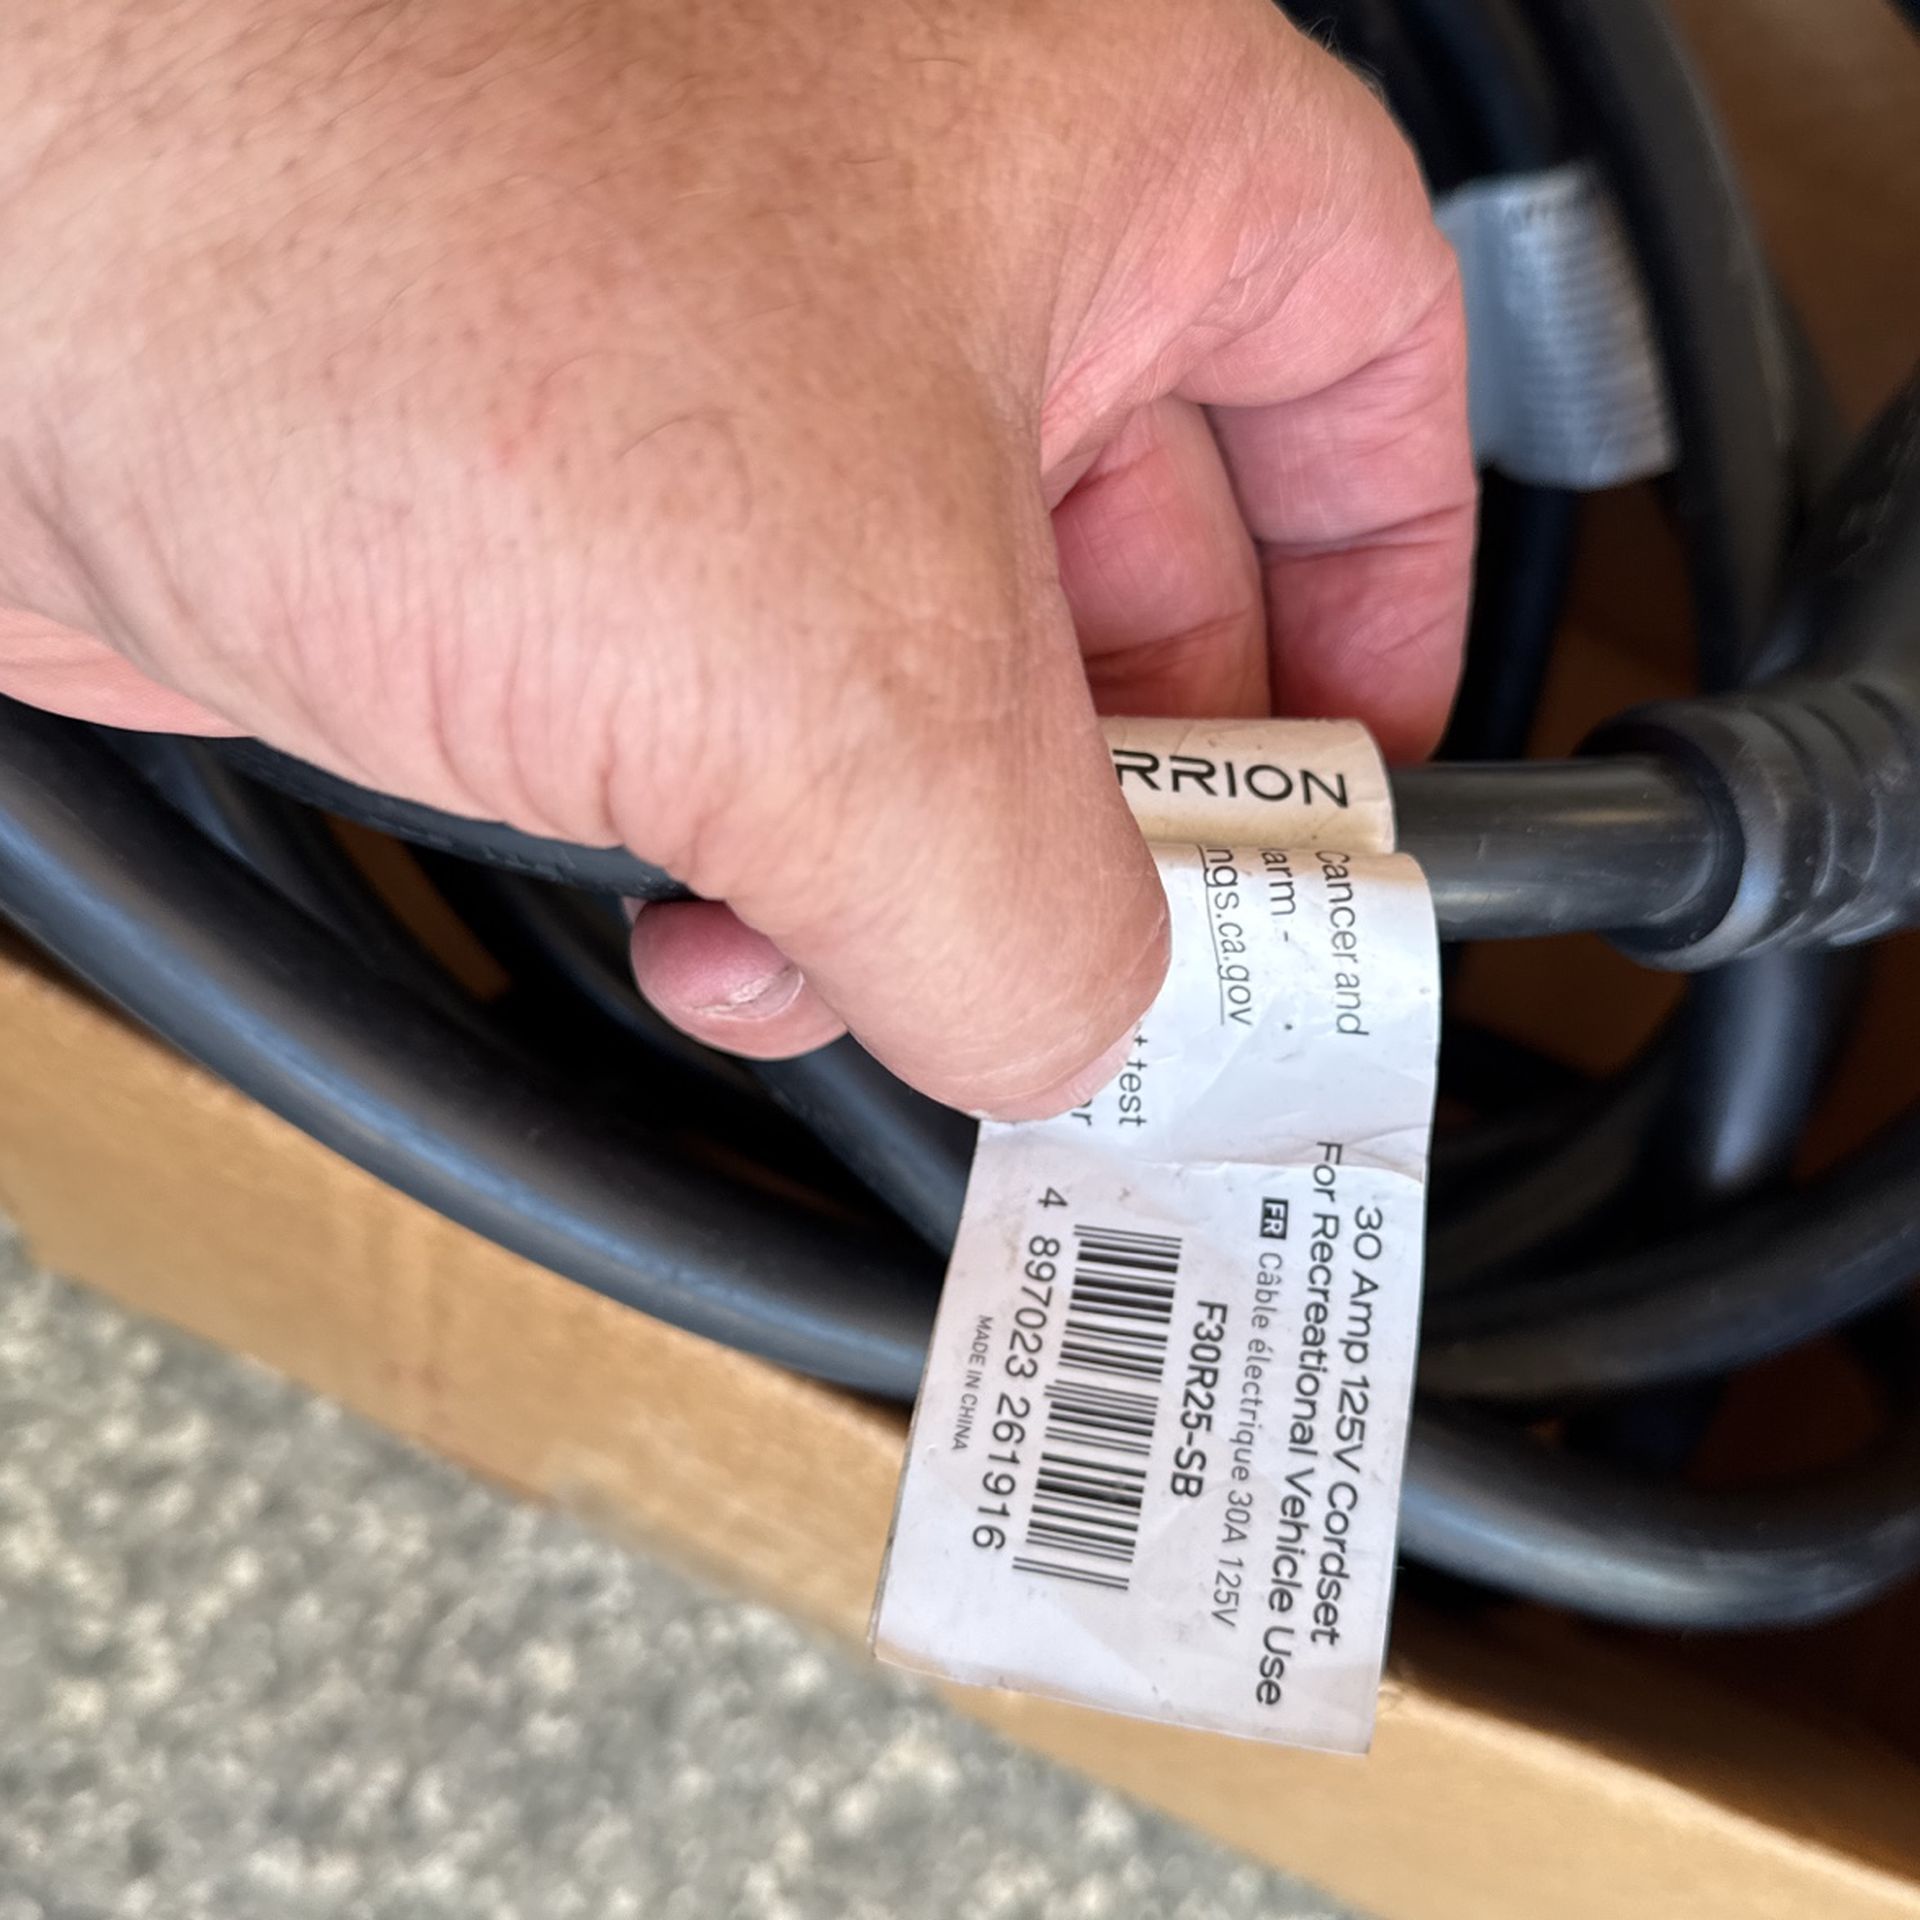 RRION
Cancer and
arm -
ngs.ca.gov
test
30 Amp 125V Cordset
For Recreational Vehicle Use
FR Câble électrique 30A 125V
F30R25-SB
4 897023 261916
MADE IN CHINA